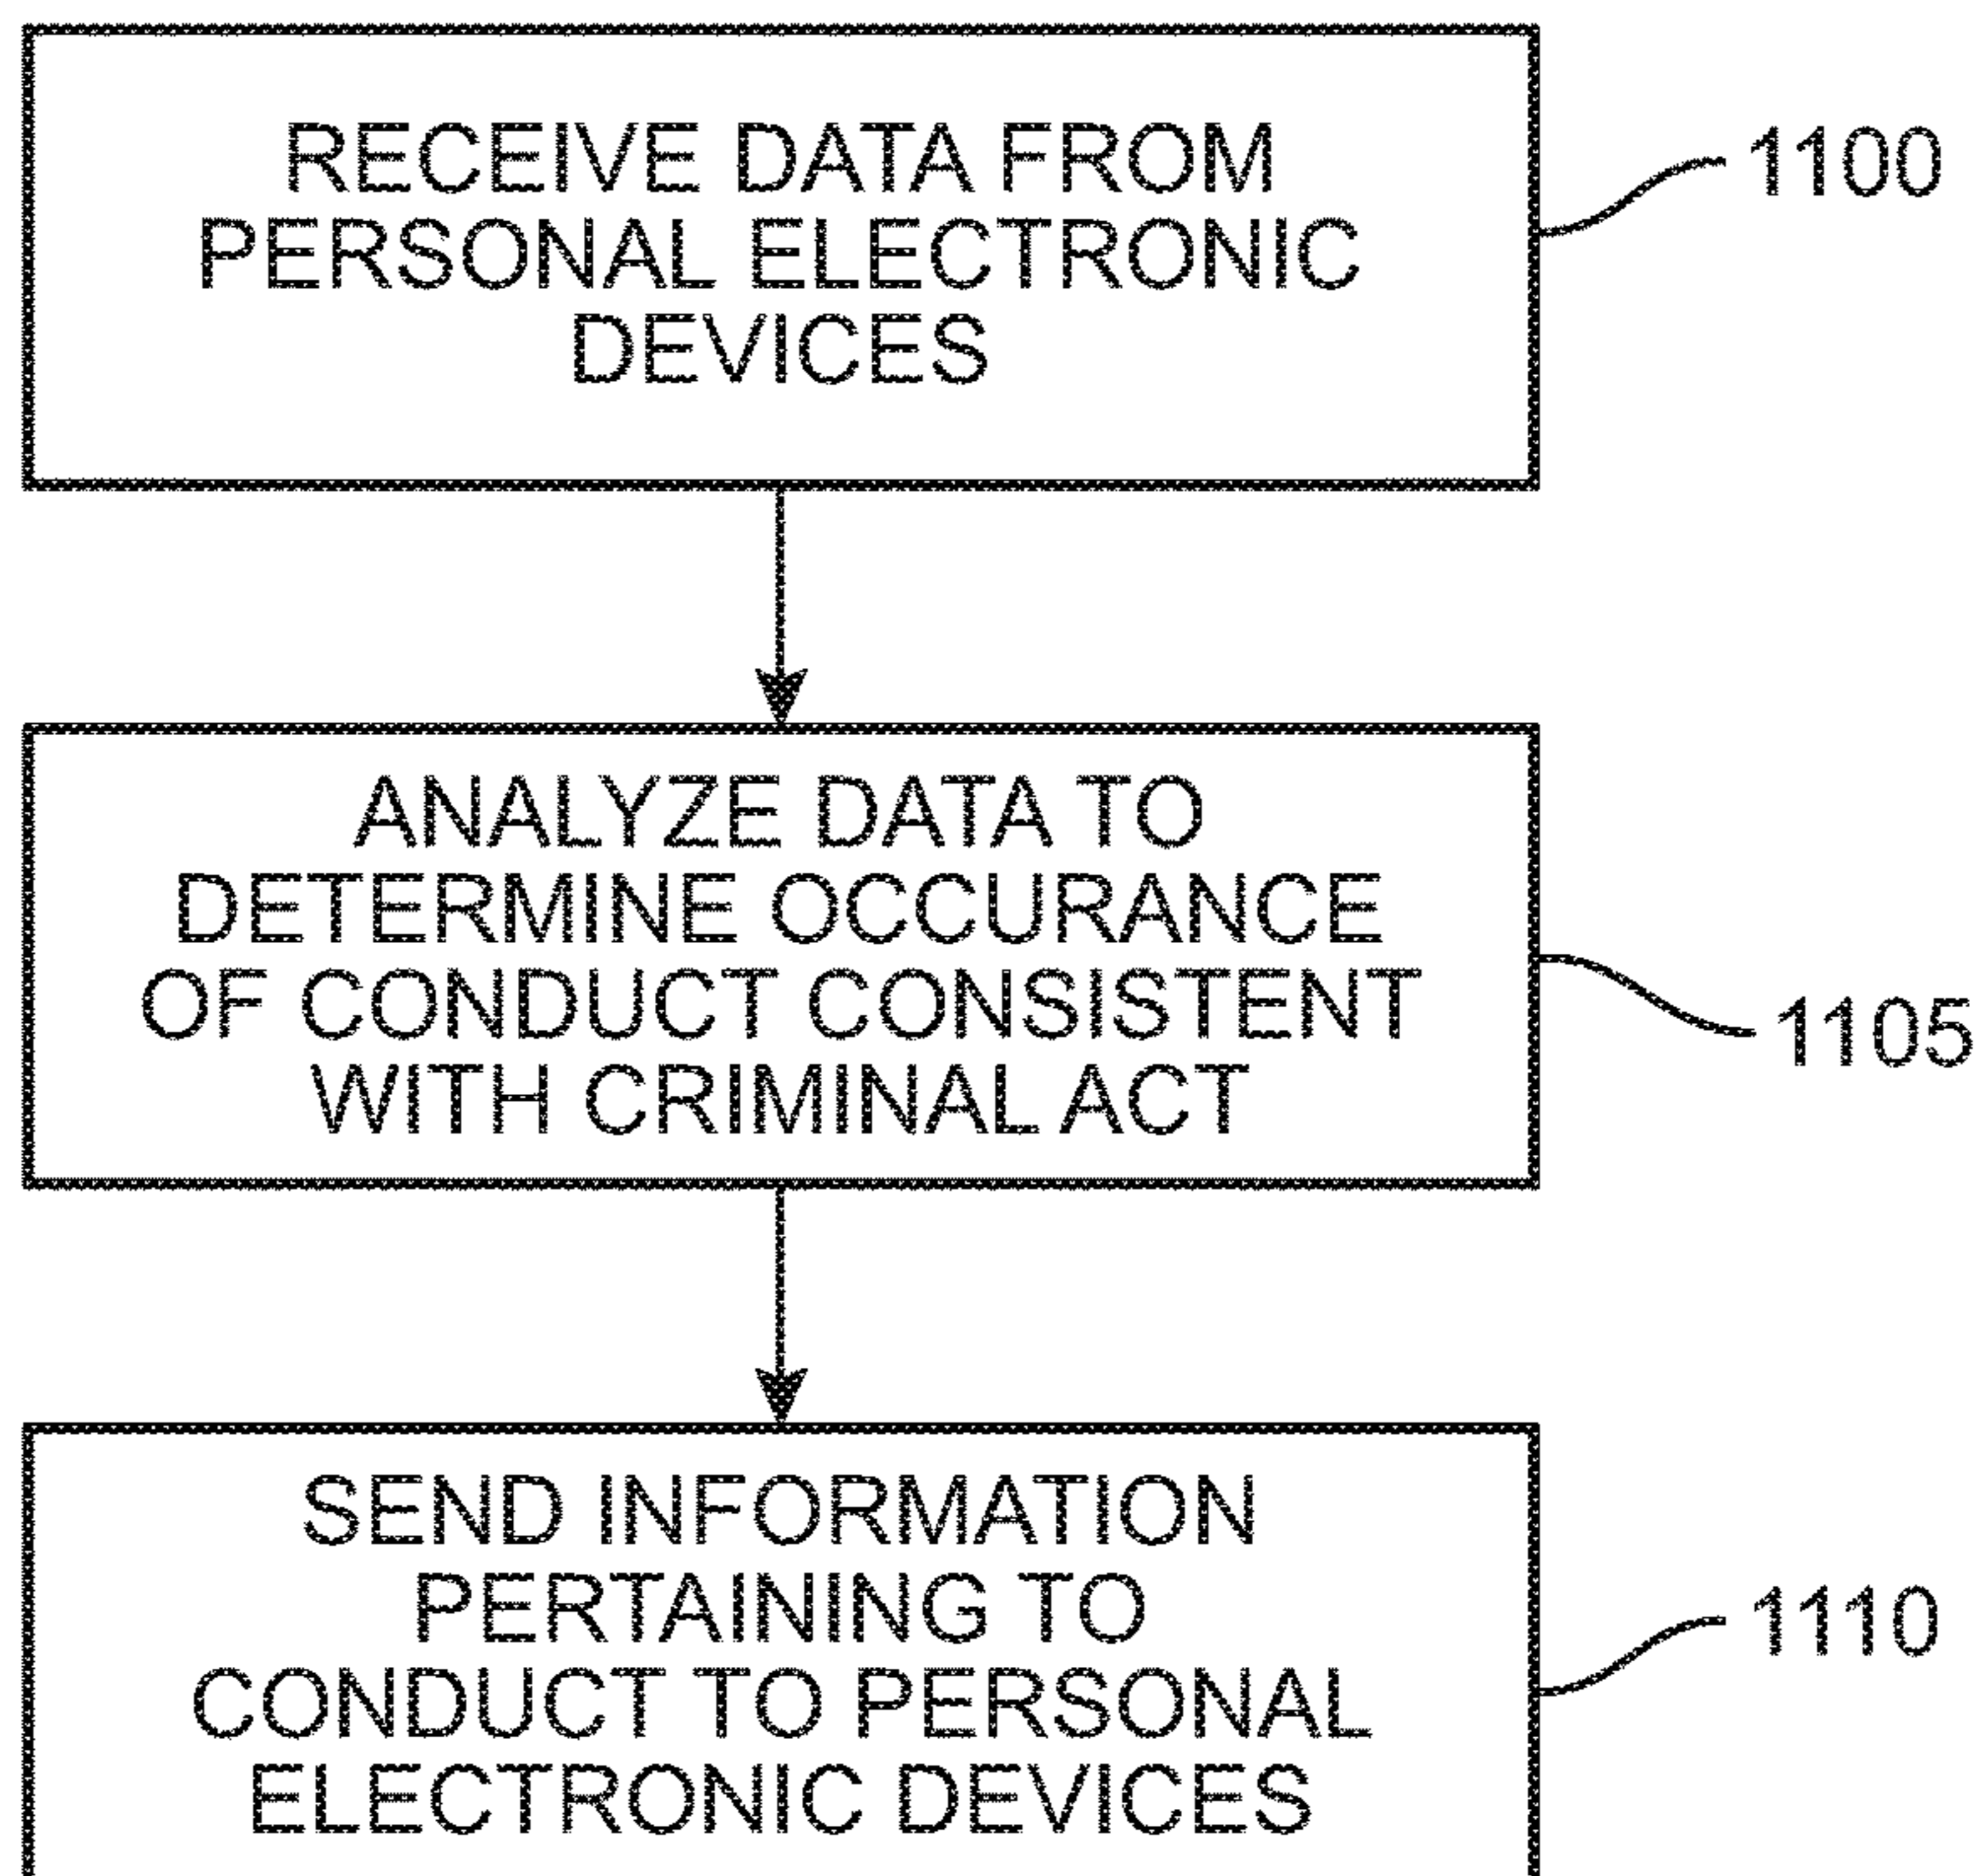 RECEIVE DATA FROM
PERSONAL ELECTRONIC
DEVICES
1100
ANALYZE DATA TO
DETERMINE OCCURANCE
OF CONDUCT CONSISTENT
WITH CRIMINAL ACT
1105
SEND INFORMATION
PERTAINING TO
CONDUCT TO PERSONAL
ELECTRONIC DEVICES
1110